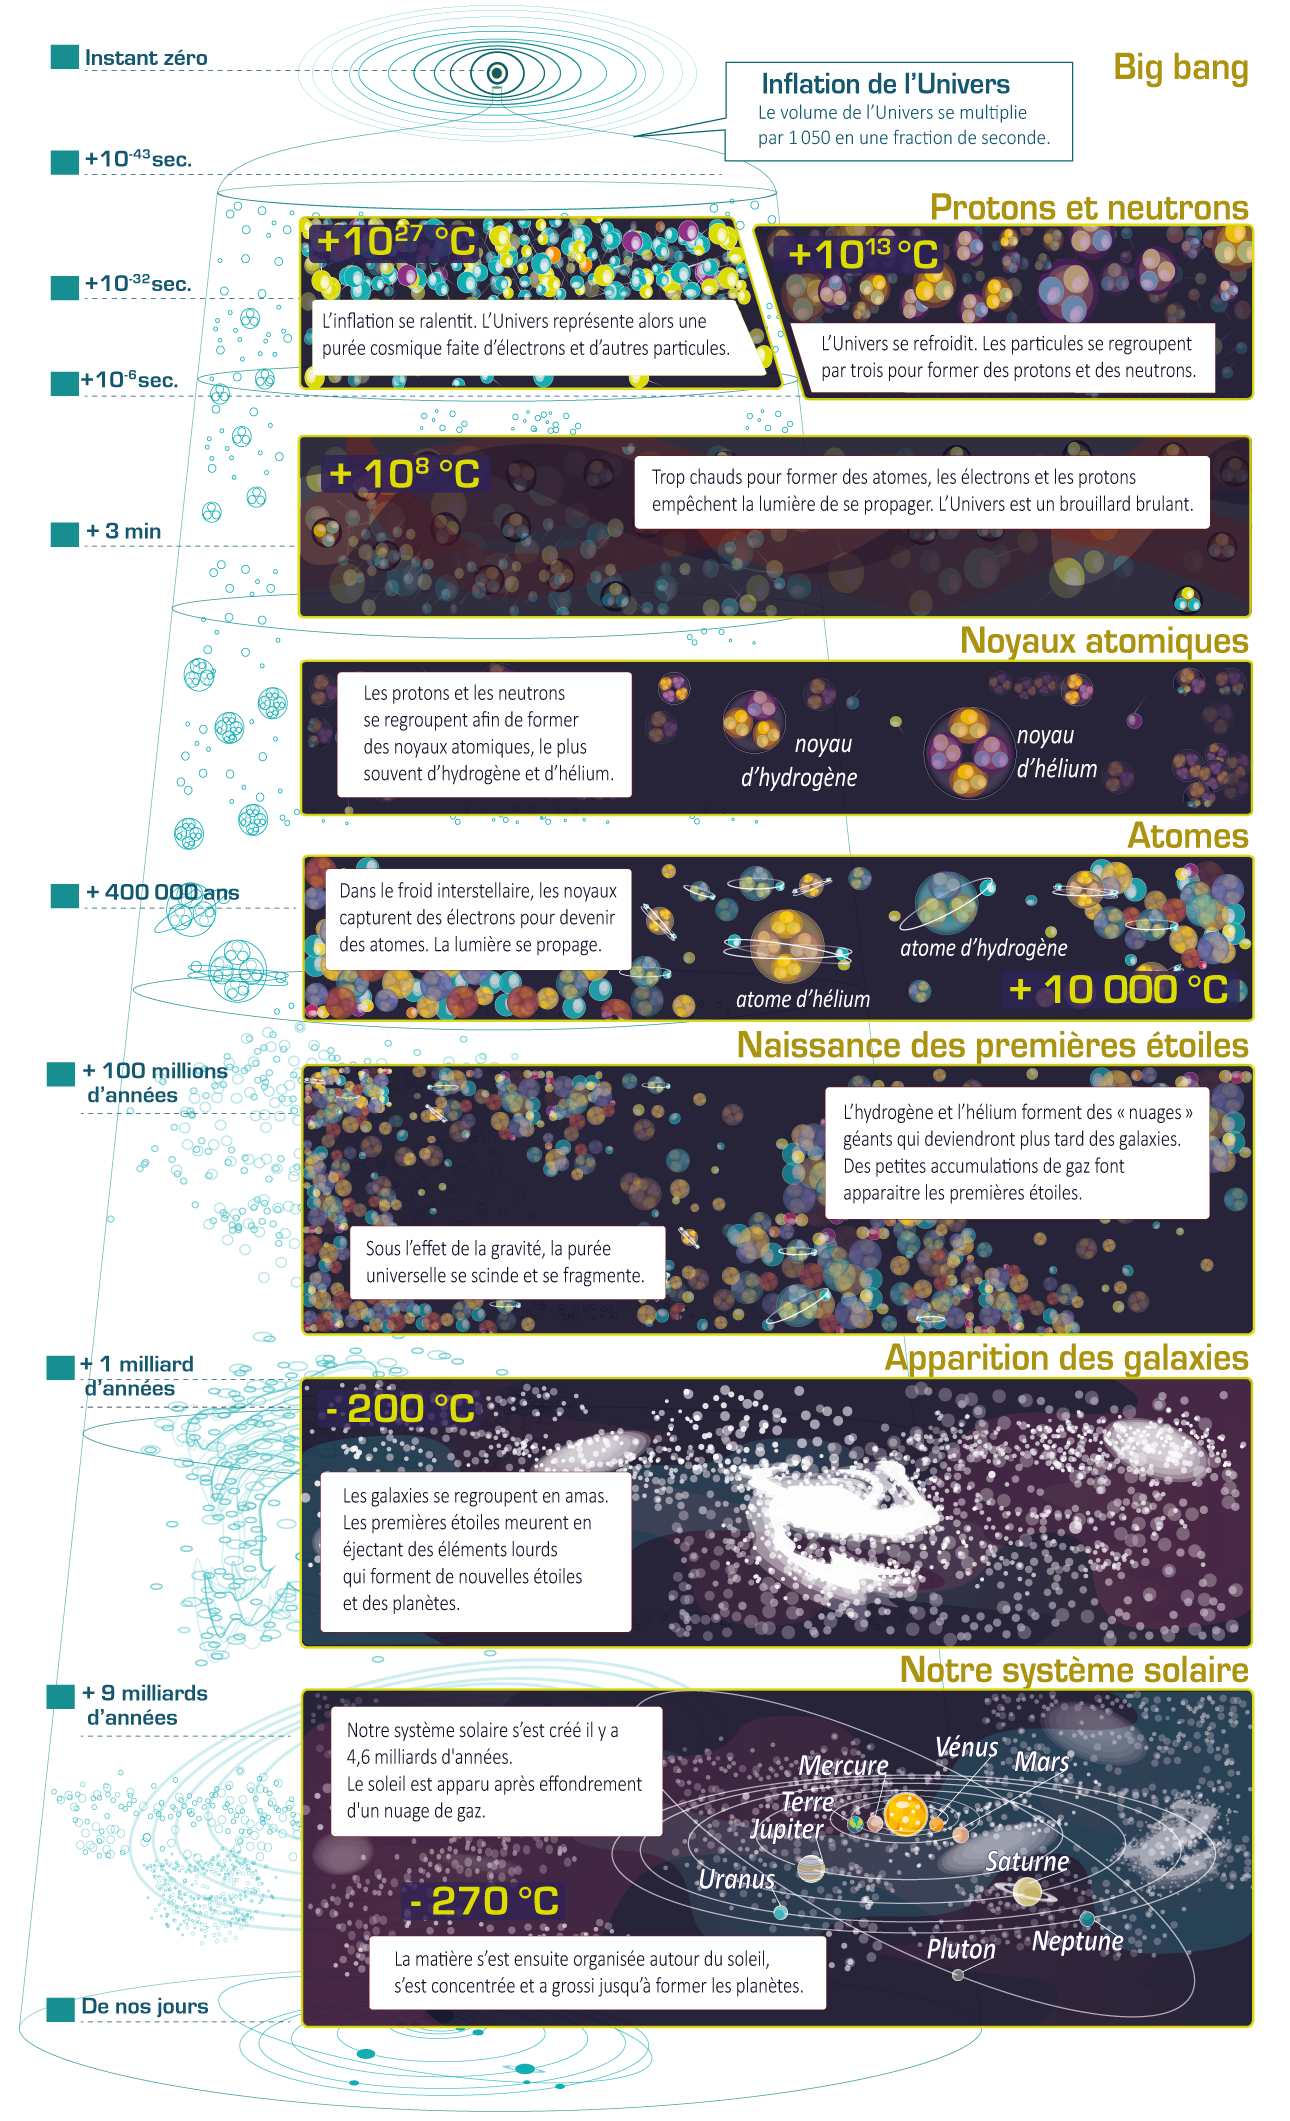 Instant zéro
Big bang
Inflation de l'Univers
Le volume de l'Univers se multiplie
par 1 050 en une fraction de seconde.
+10⁻⁴³sec.
Protons et neutrons
+10²⁷ °C
+10¹³ °C
+10⁻³²sec.
L'inflation se ralentit. L'Univers représente alors une
purée cosmique faite d'électrons et d'autres particules.
L'Univers se refroidit. Les particules se regroupent
par trois pour former des protons et des neutrons.
+10⁻⁶sec.
+ 10⁸ °C
Trop chauds pour former des atomes, les électrons et les protons
empêchent la lumière de se propager. L'Univers est un brouillard brulant.
+ 3 min
Noyaux atomiques
Les protons et les neutrons
se regroupent afin de former
des noyaux atomiques, le plus
souvent d'hydrogène et d'hélium.
noyau
d'hydrogène
noyau
d'hélium
Atomes
+ 400 000 ans
Dans le froid interstellaire, les noyaux
capturent des électrons pour devenir
des atomes. La lumière se propage.
atome d'hydrogène
atome d'hélium
+ 10 000 °C
Naissance des premières étoiles
+ 100 millions
d'années
L'hydrogène et l'hélium forment des « nuages »
géants qui deviendront plus tard des galaxies.
Des petites accumulations de gaz font
apparaitre les premières étoiles.
Sous l'effet de la gravité, la purée
universelle se scinde et se fragmente.
Apparition des galaxies
+ 1 milliard
d'années
- 200 °C
Les galaxies se regroupent en amas.
Les premières étoiles meurent en
éjectant des éléments lourds
qui forment de nouvelles étoiles
et des planètes.
Notre système solaire
+ 9 milliards
d'années
Notre système solaire s'est créé il y a
4,6 milliards d'années.
Le soleil est apparu après effondrement
d'un nuage de gaz.
Vénus
Mercure
Mars
Terre
Jupiter
Saturne
Uranus
Neptune
Pluton
- 270 °C
La matière s'est ensuite organisée autour du soleil,
s'est concentrée et a grossi jusqu'à former les planètes.
De nos jours